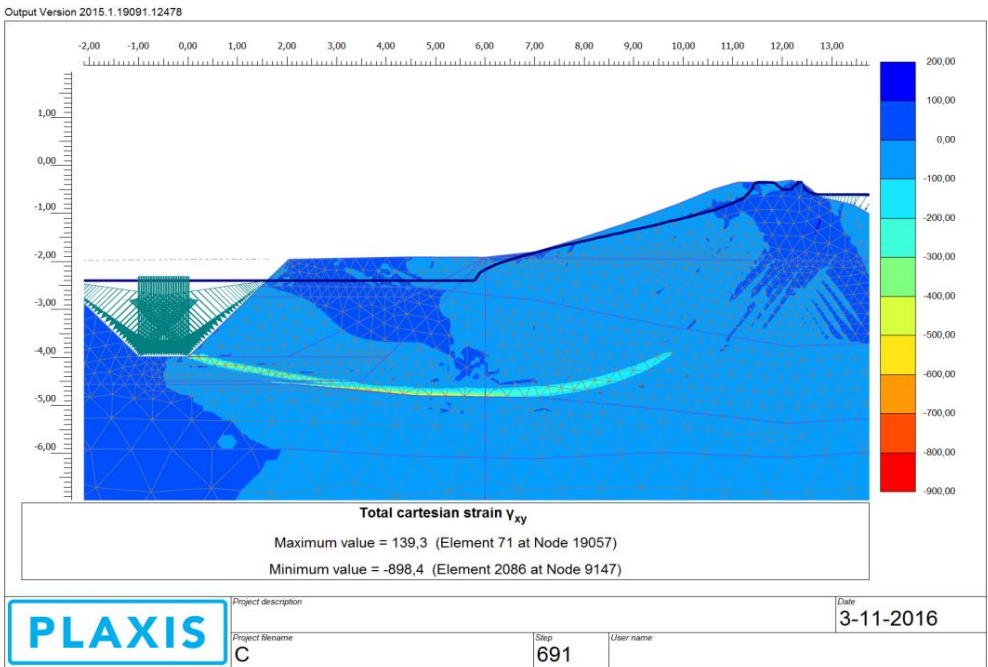 Output Version 2015.1.19091.12478
-2,00 -1,00 0,00 1,00 2,00 3,00 4,00 5,00 6,00 7,00 8,00 9,00 10,00 11,00 12,00 13,00
1,00
0,00
-1,00
-2,00
-3,00
-4,00
-5,00
-6,00
200,00
100,00
0,00
-100,00
-200,00
-300,00
-400,00
-500,00
-600,00
-700,00
-800,00
-900,00
Total cartesian strain γxy
Maximum value = 139,3 (Element 71 at Node 19057)
Minimum value = -898,4 (Element 2086 at Node 9147)
PLAXIS
Project description
Date
3-11-2016
Project filename
C
Step
691
User name